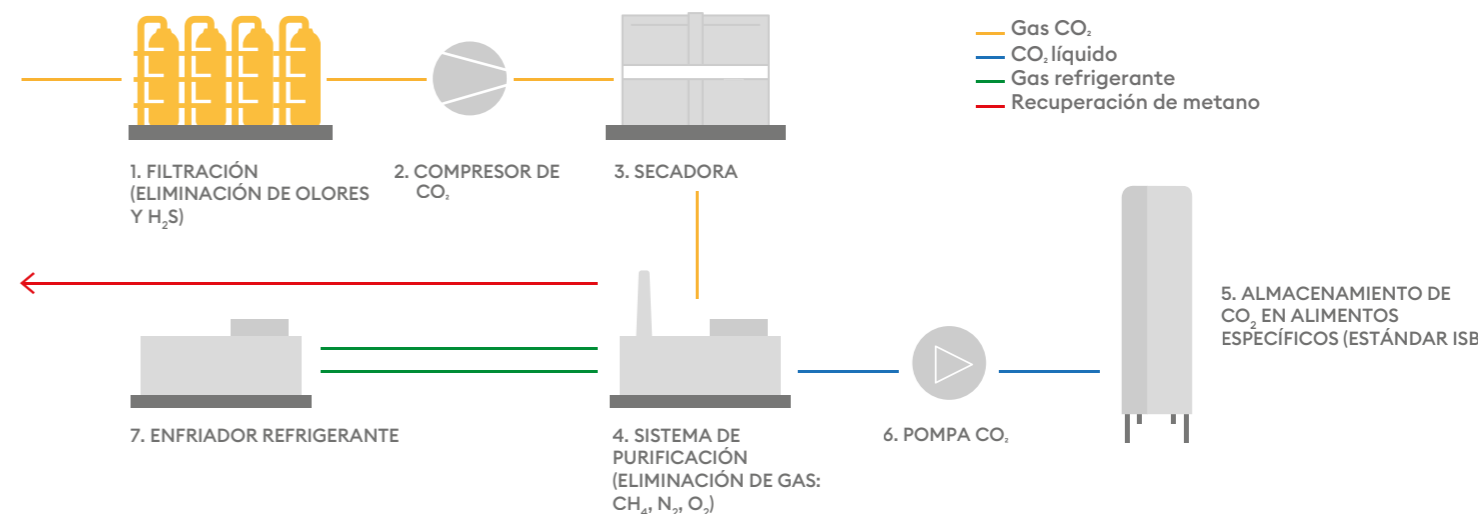 Gas CO₂
CO₂ líquido
Gas refrigerante
Recuperación de metano
1. FILTRACIÓN
(ELIMINACIÓN DE OLORES
Y H₂S)
2. COMPRESOR DE
CO₂
3. SECADORA
5. ALMACENAMIENTO DE
CO₂ EN ALIMENTOS
ESPECÍFICOS (ESTÁNDAR ISB
7. ENFRIADOR REFRIGERANTE
4. SISTEMA DE
PURIFICACIÓN
(ELIMINACIÓN DE GAS:
CH₄, N₂, O₂)
6. POMPA CO₂